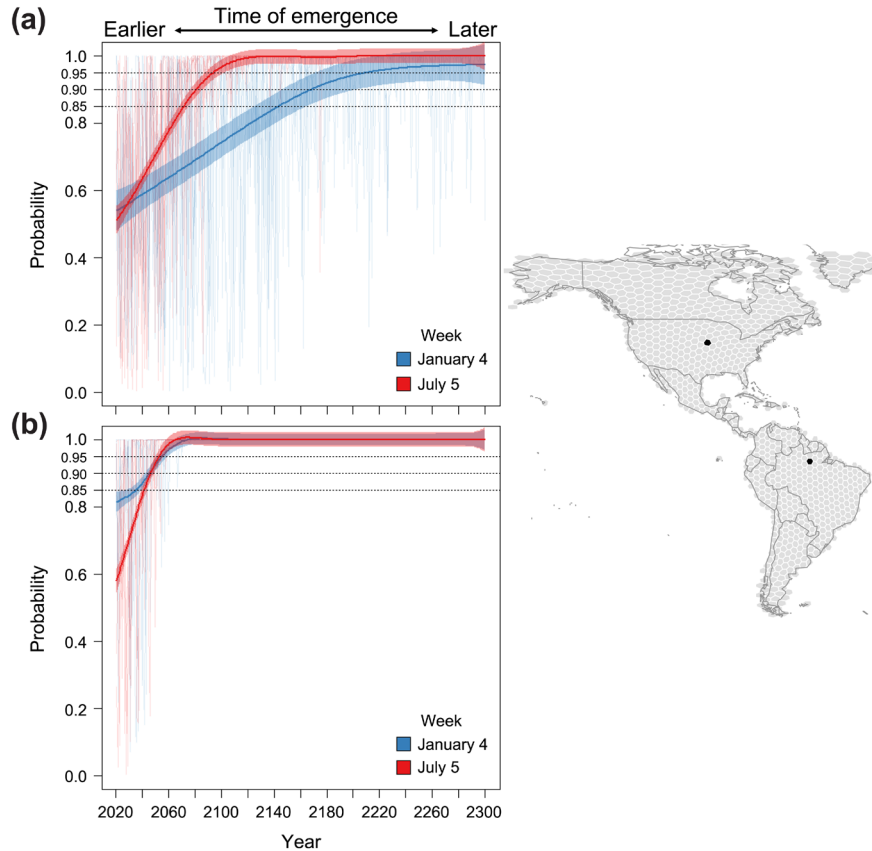 (a)
Time of emergence
Earlier
Later
1.0
0.95
0.90
0.85
0.8
0.6
0.4
0.2
0.0
Probability
Week
January 4
July 5
(b)
1.0
0.95
0.90
0.85
0.8
0.6
0.4
0.2
0.0
Probability
Week
January 4
July 5
2020 2060 2100 2140 2180 2220 2260 2300
Year